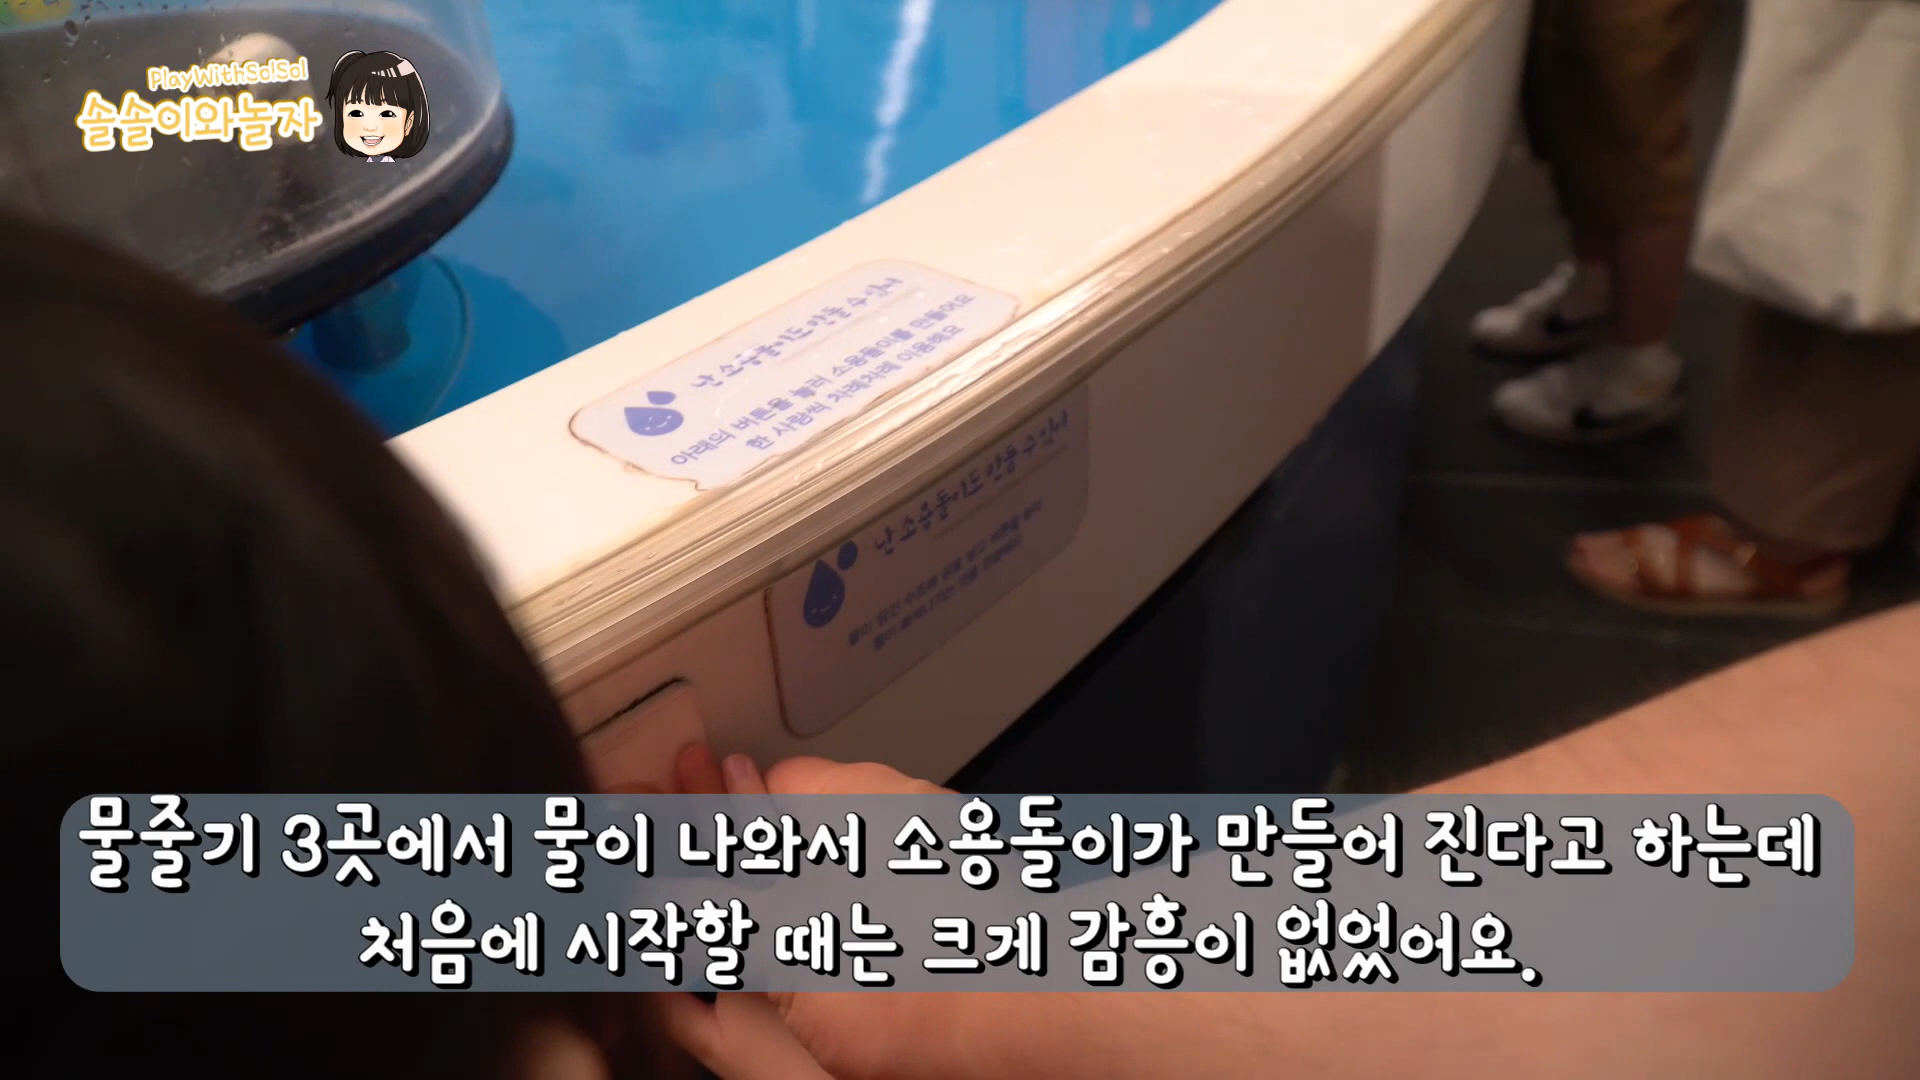 PlayWithSolSol
솔솔이와놀자
난 소용돌이도 만들 수 있어
아래의 버튼을 눌러 소용돌이를 만들어요
한 사람씩 차례차례 이용해요
난 소용돌이도 만들 수 있어
물줄기 3곳에서 물이 나와서 소용돌이가 만들어 진다고 하는데
처음에 시작할 때는 크게 감흥이 없었어요.